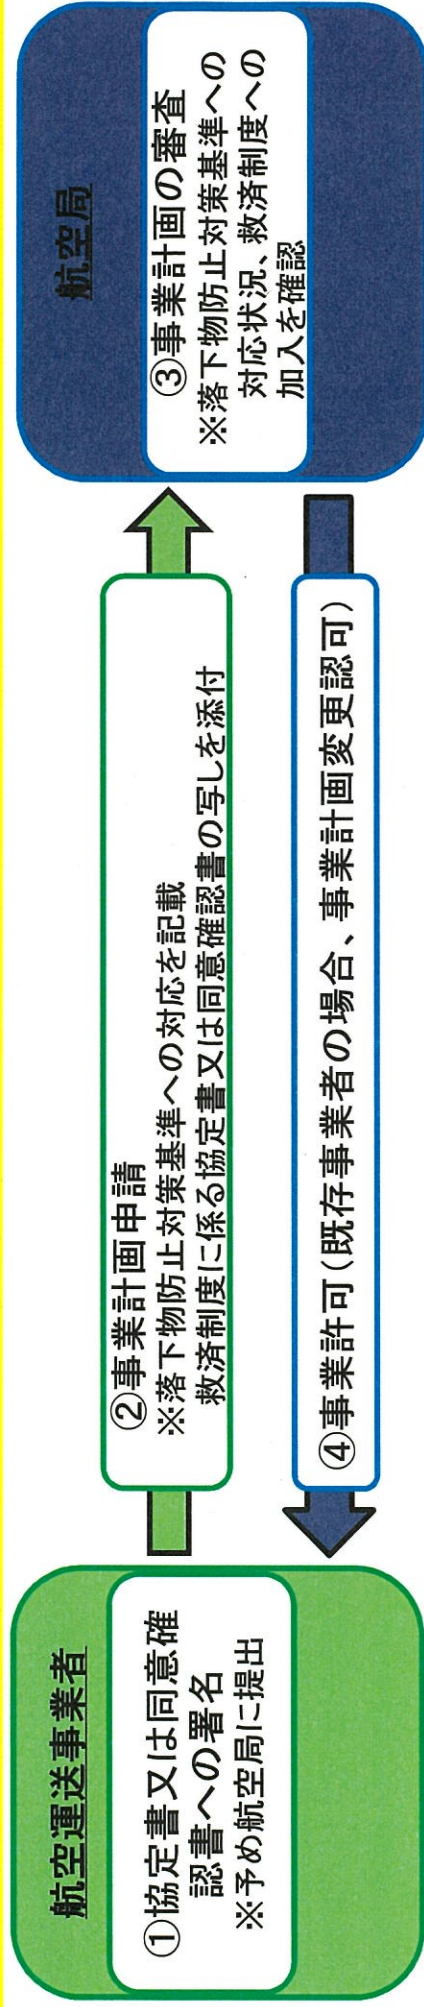 航空運送事業者
①協定書又は同意確
認書への署名
※予め航空局に提出
②事業計画申請
※落下物防止対策基準への対応を記載
救済制度に係る協定書又は同意確認書の写しを添付
航空局
③事業計画の審査
※落下物防止対策基準への
対応状況、救済制度への
加入を確認
④事業許可(既存事業者の場合、事業計画変更認可)